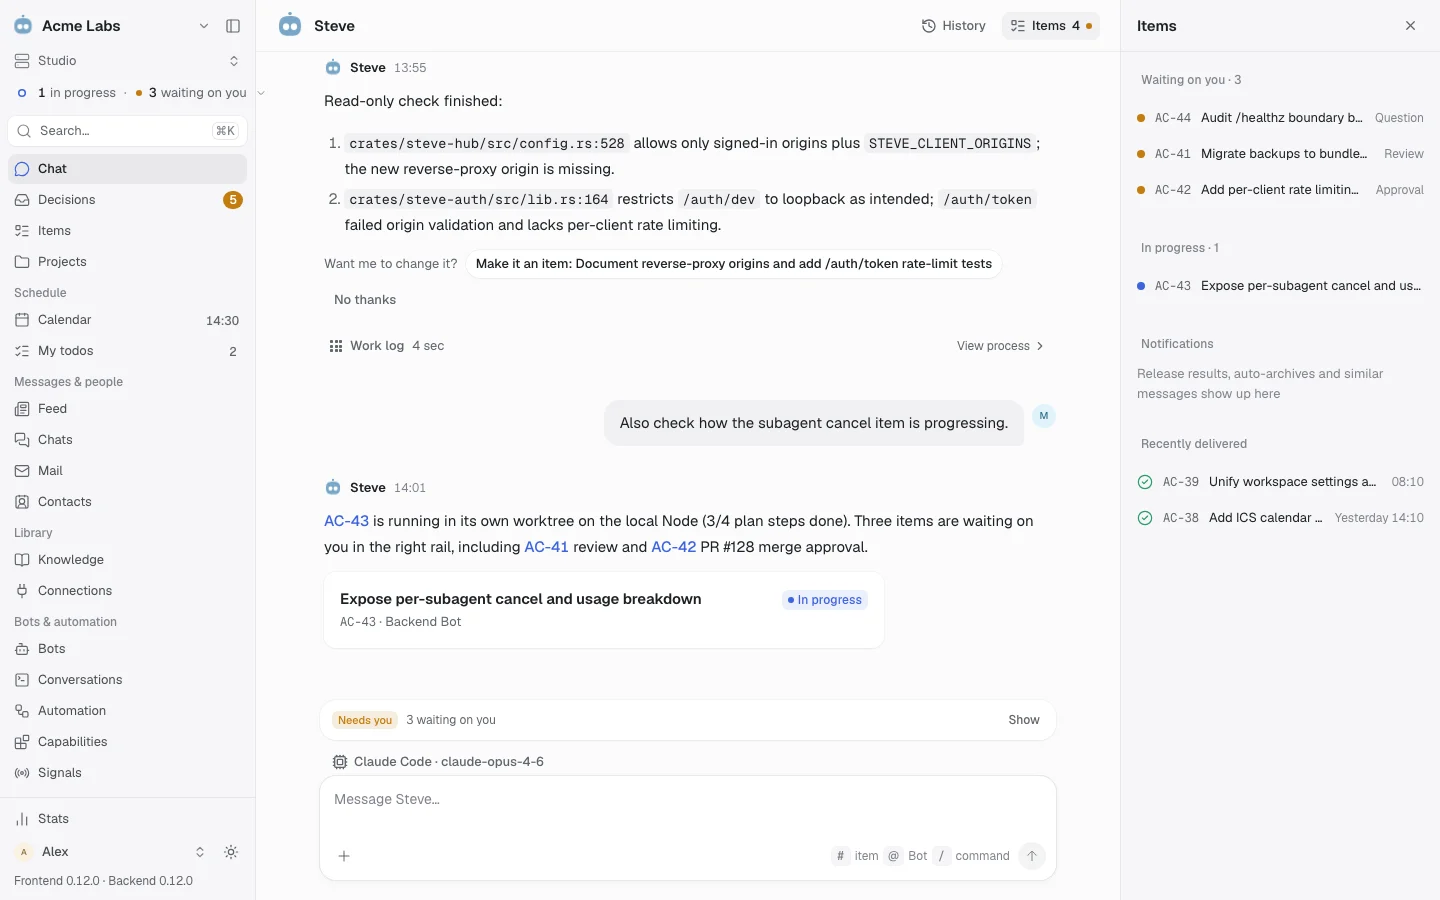 Acme Labs
Studio
1 in progress · 3 waiting on you
Search… ⌘K
Chat
Decisions 5
Items
Projects
Schedule
Calendar 14:30
My todos 2
Messages & people
Feed
Chats
Mail
Contacts
Library
Knowledge
Connections
Bots & automation
Bots
Conversations
Automation
Capabilities
Signals
Stats
A Alex
Frontend 0.12.0 · Backend 0.12.0
Steve
History
Items 4
Steve 13:55
Read-only check finished:
1. crates/steve-hub/src/config.rs:528 allows only signed-in origins plus STEVE_CLIENT_ORIGINS ;
the new reverse-proxy origin is missing.
2. crates/steve-auth/src/lib.rs:164 restricts /auth/dev to loopback as intended; /auth/token
failed origin validation and lacks per-client rate limiting.
Want me to change it? Make it an item: Document reverse-proxy origins and add /auth/token rate-limit tests
No thanks
Work log 4 sec View process
Also check how the subagent cancel item is progressing. M
Steve 14:01
AC-43 is running in its own worktree on the local Node (3/4 plan steps done). Three items are waiting on
you in the right rail, including AC-41 review and AC-42 PR #128 merge approval.
Expose per-subagent cancel and usage breakdown In progress
AC-43 · Backend Bot
Needs you 3 waiting on you Show
Claude Code · claude-opus-4-6
Message Steve…
# item @ Bot / command
Items
Waiting on you · 3
AC-44 Audit /healthz boundary b… Question
AC-41 Migrate backups to bundle… Review
AC-42 Add per-client rate limitin… Approval
In progress · 1
AC-43 Expose per-subagent cancel and us…
Notifications
Release results, auto-archives and similar
messages show up here
Recently delivered
AC-39 Unify workspace settings a… 08:10
AC-38 Add ICS calendar … Yesterday 14:10